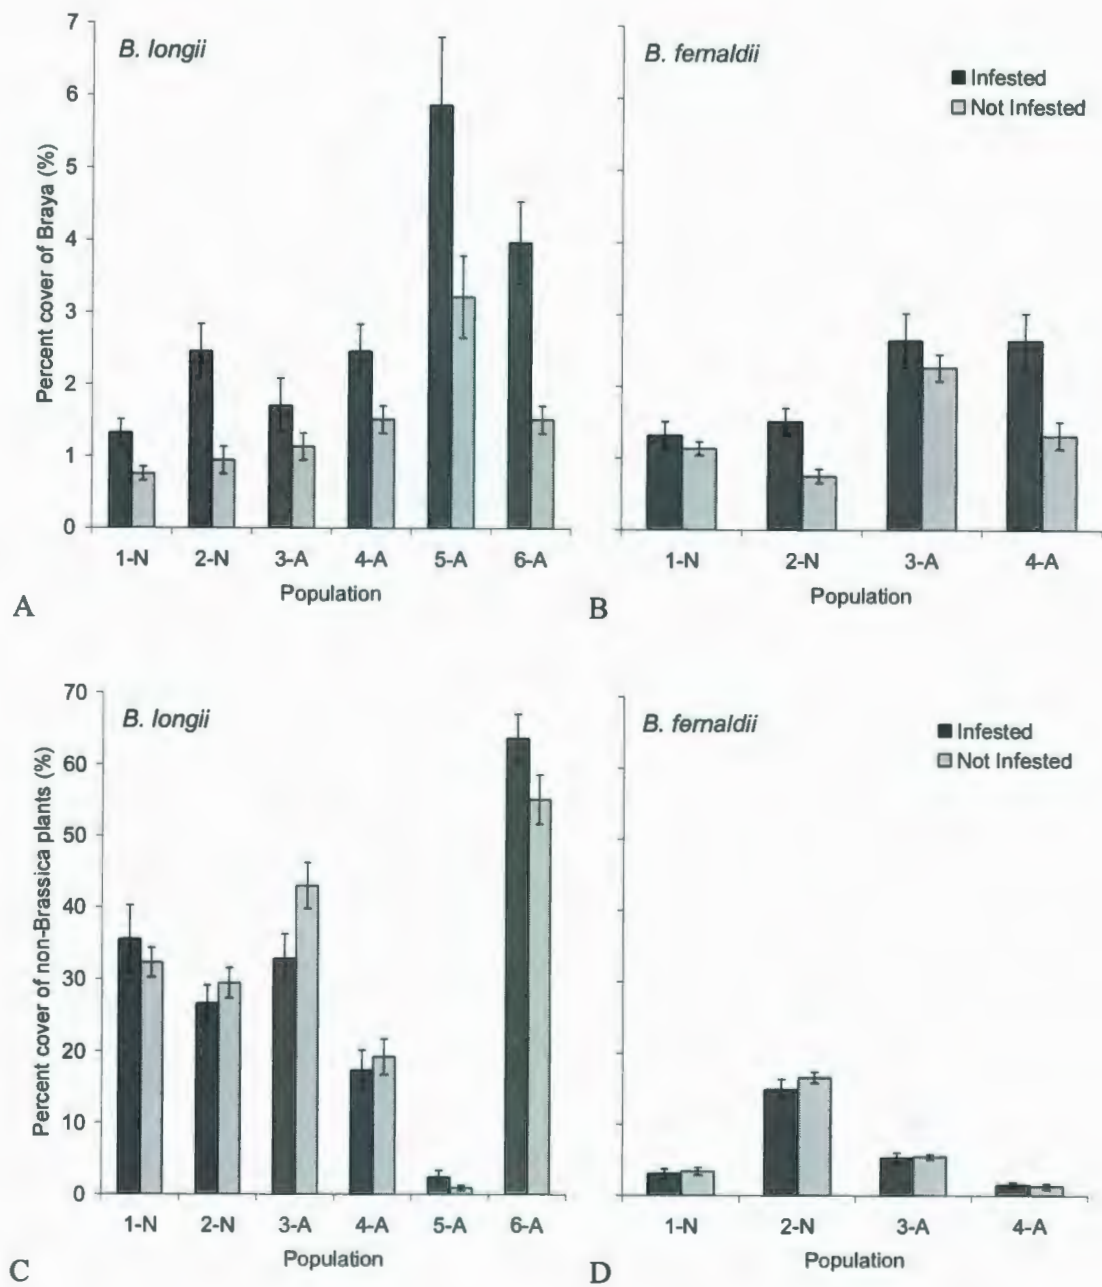 B. longii
Percent cover of Braya (%)
7
6
5
4
3
2
1
0
1-N 2-N 3-A 4-A 5-A 6-A
Population
A
B. fernaldii
Infested
Not Infested
1-N 2-N 3-A 4-A
Population
B
B. longii
Percent cover of non-Brassica plants (%)
70
60
50
40
30
20
10
0
1-N 2-N 3-A 4-A 5-A 6-A
Population
C
B. fernaldii
Infested
Not Infested
1-N 2-N 3-A 4-A
Population
D